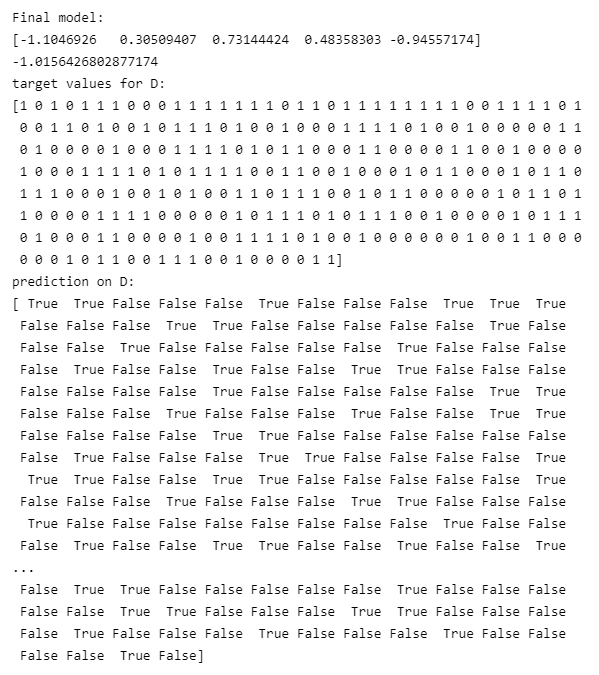 Final model:
[-1.1046926   0.30509407  0.73144424  0.48358303 -0.94557174]
-1.0156426802877174
target values for D:
[1 0 1 0 1 1 1 0 0 0 1 1 1 1 1 1 1 0 1 1 0 1 1 1 1 1 1 1 1 0 0 1 1 1 1 0 1
 0 0 1 1 0 1 0 0 1 0 1 1 1 0 1 0 0 1 0 0 0 1 1 1 1 0 1 0 0 1 0 0 0 0 0 1 1
 0 1 0 0 0 0 1 0 0 0 1 1 1 1 0 1 0 1 1 0 0 0 1 1 0 0 0 0 1 1 0 0 1 0 0 0 0
 1 0 0 0 1 1 1 1 0 1 0 1 1 1 1 0 0 1 1 0 0 1 0 0 0 1 0 1 1 0 0 0 1 0 1 1 0
 1 1 1 0 0 0 1 0 0 1 0 1 0 0 1 1 0 1 1 1 0 0 1 0 1 1 0 0 0 0 0 1 0 1 1 0 1
 1 0 0 0 0 1 1 1 1 0 0 0 0 0 1 0 1 1 1 0 1 0 1 1 1 0 0 1 0 0 0 0 1 0 1 1 1
 0 1 0 0 0 1 1 0 0 0 0 1 0 0 1 1 1 1 0 1 0 0 1 0 0 0 0 0 0 1 0 0 1 1 0 0 0
 0 0 0 1 0 1 1 0 0 1 1 1 0 0 1 0 0 0 0 1 1]
prediction on D:
[ True  True False False False  True False False False  True  True  True
 False False False  True  True False False False False False  True False
 False False  True False False False False False  True False False False
 False  True False False  True False False  True  True False False False
 False False False False  True False False False False False  True  True
 False False False  True False False False  True False False  True  True
 False False False False  True  True False False False False False False
 False  True False False False  True  True False False False False  True
  True  True False False  True  True False False False False False  True
 False False False  True False False False  True  True False False False
  True False False False False False False False False  True False False
 False  True False False  True  True False False  True False False  True
...
 False  True  True False False False False False  True False False False
 False False  True  True False False False  True  True False False False
 False  True False False False  True False False False  True False False
 False False  True False]